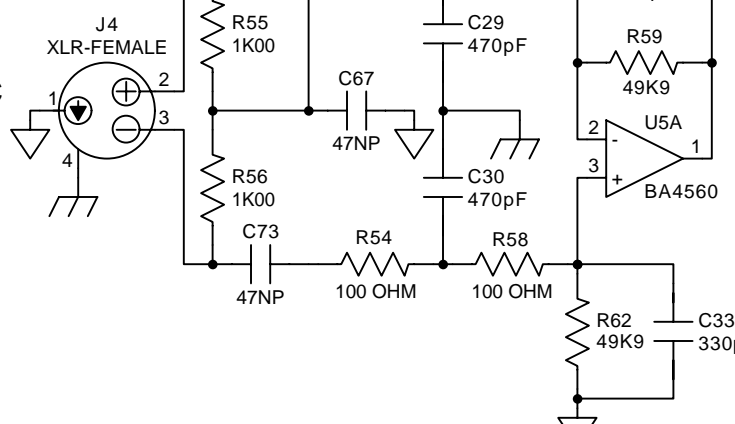 J4
XLR-FEMALE
1
2
3
4
R55
1K00
C67
47NP
R56
1K00
C73
47NP
R54
100 OHM
C29
470pF
C30
470pF
R58
100 OHM
R59
49K9
U5A
2
-
3
+
1
BA4560
R62
49K9
C33